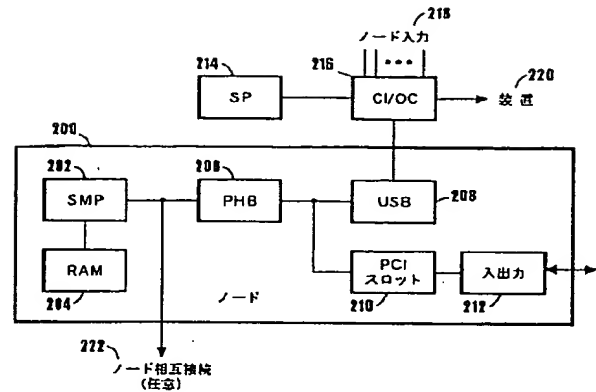 218
ノード入力
214
216
220
SP
CI/OC
装置
200
202
206
SMP
PHB
USB
208
RAM
PCI
スロット
入出力
204
ノード
210
212
222
ノード相互接続
(任意)